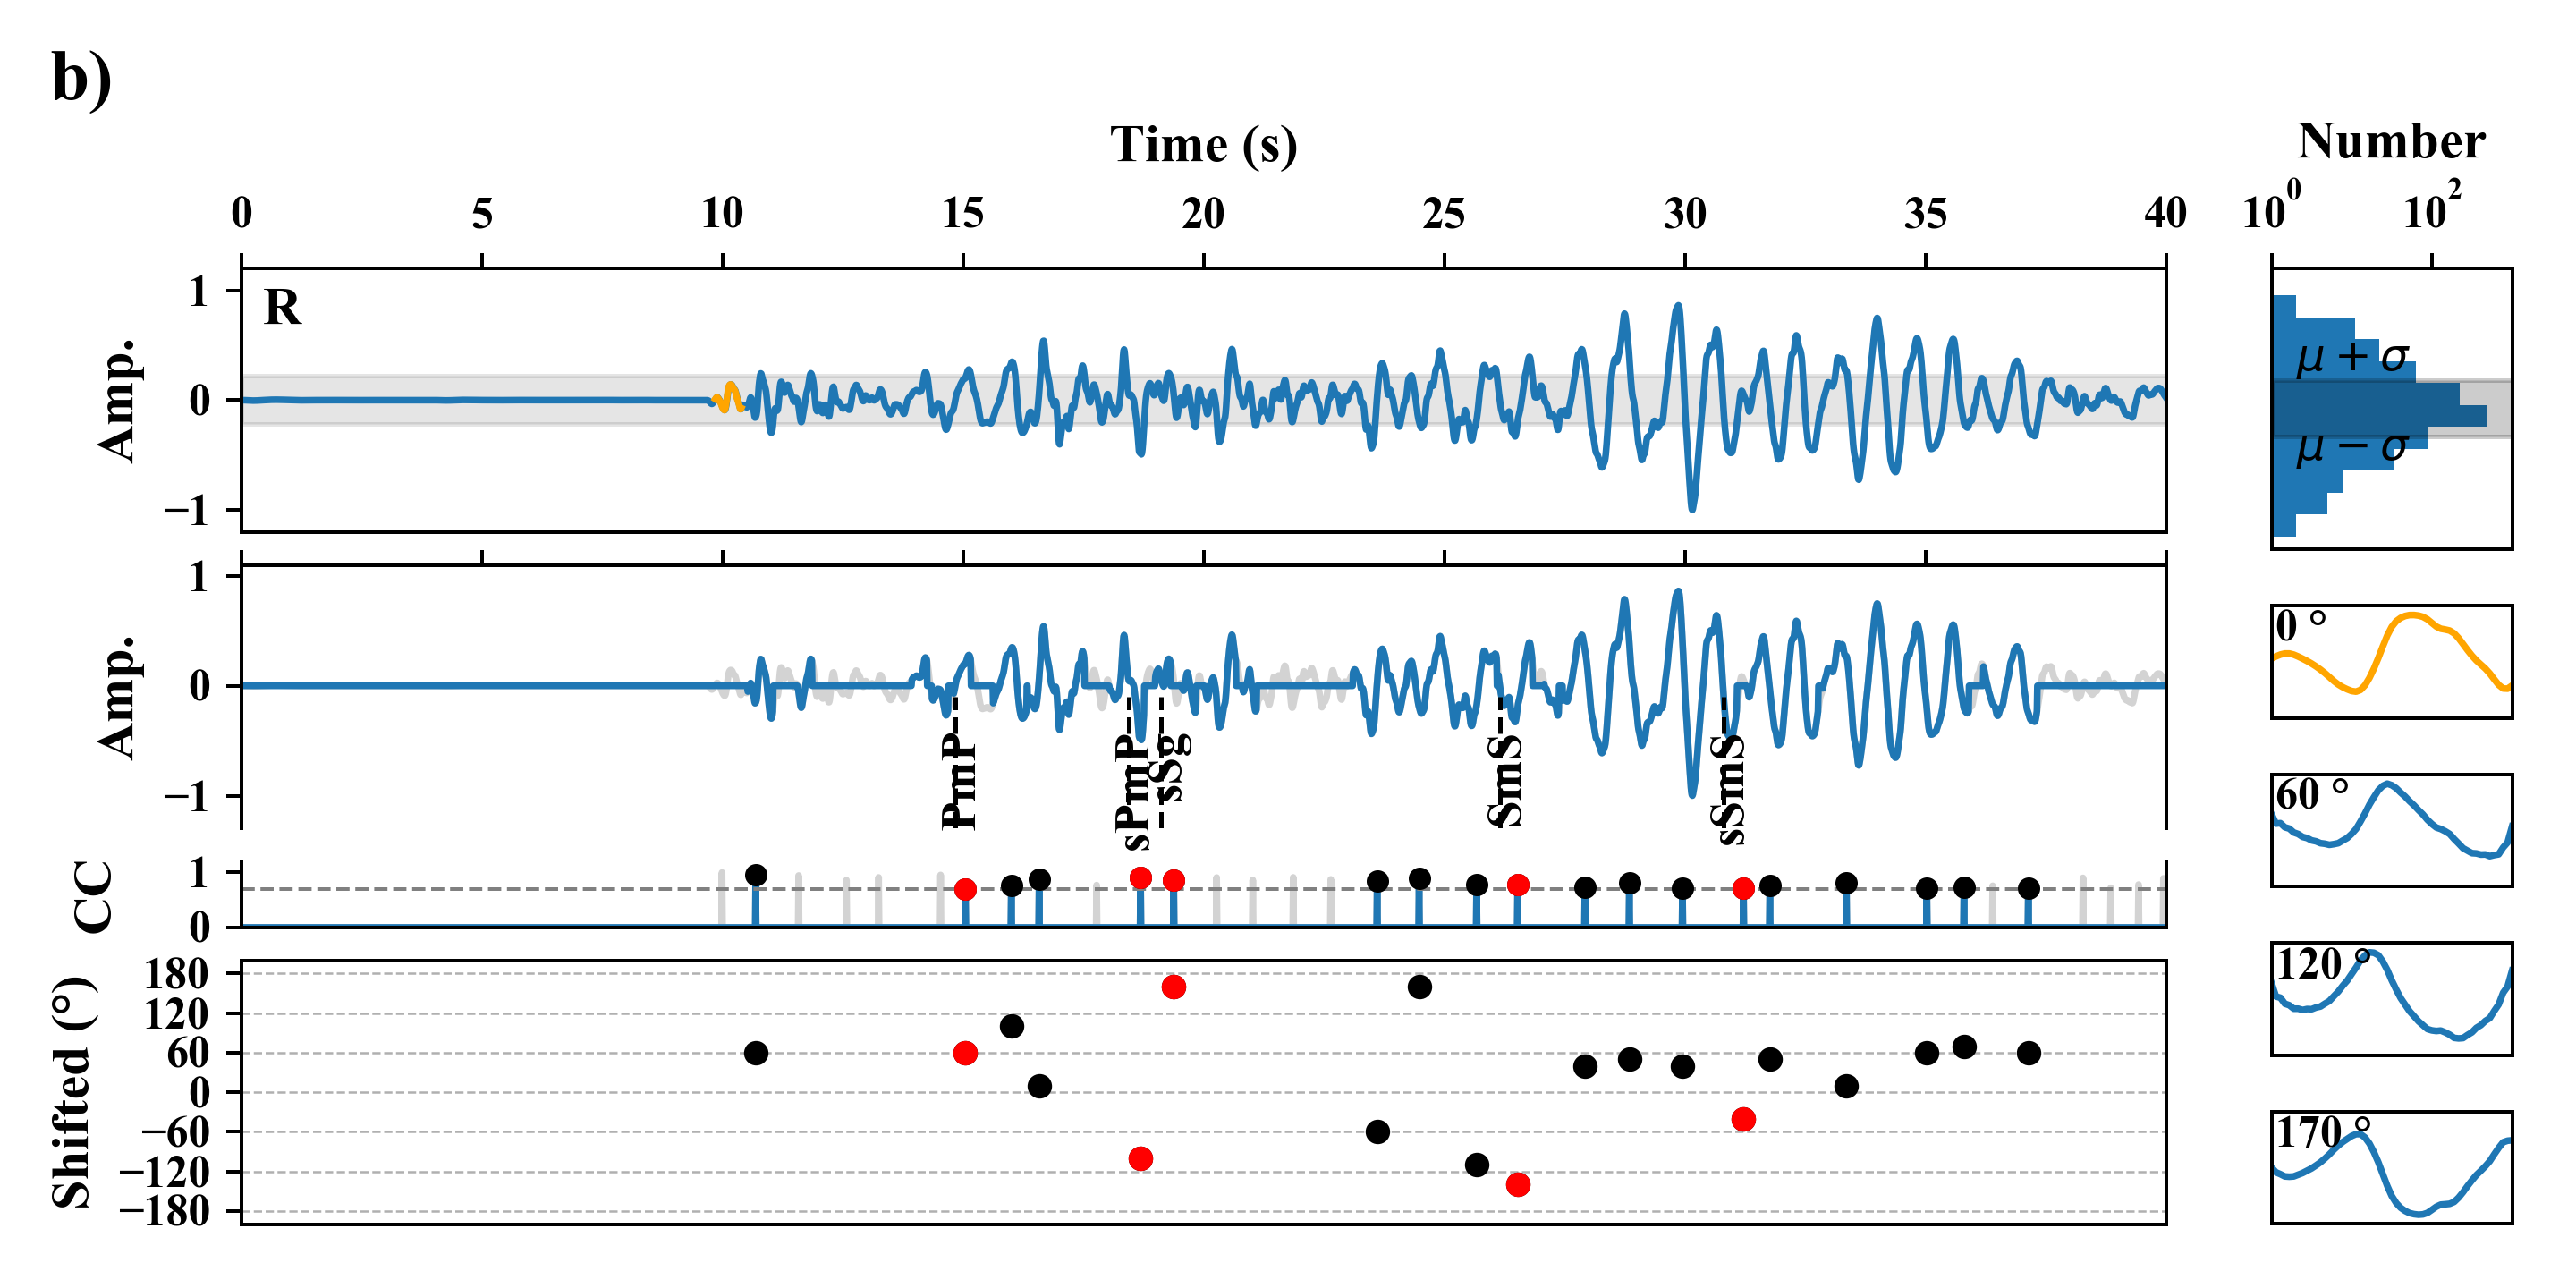 b)
Time (s)
Number
0 5 10 15 20 25 30 35 40
10^0 10^2
R
Amp.
1
0
−1
μ + σ
μ − σ
Amp.
1
0
−1
PmP
sPmP
sSg
SmS
sSmS
0 °
60 °
120 °
170 °
CC
1
0
Shifted (°)
180
120
60
0
−60
−120
−180